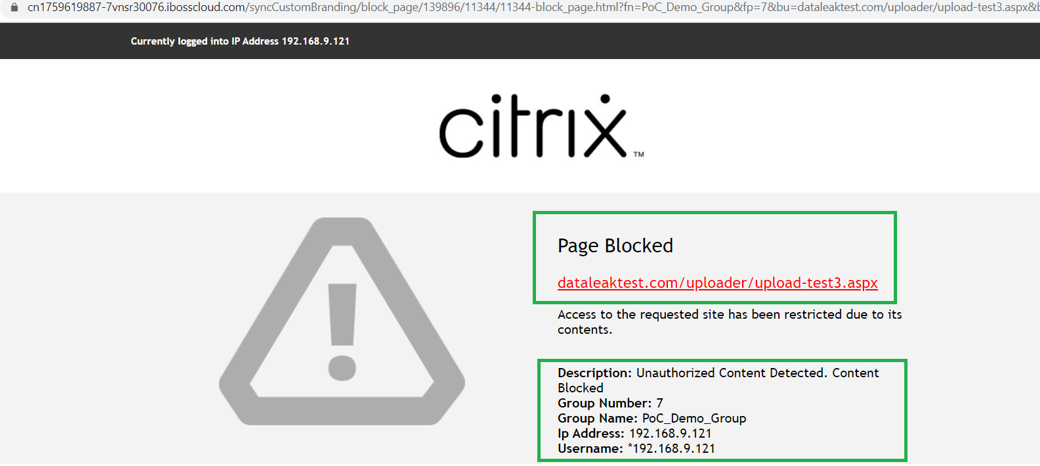 cn1759619887-7vnsr30076.ibosscloud.com/syncCustomBranding/block_page/139896/11344/11344-block_page.html?fn=PoC_Demo_Group&fp=7&bu=dataleaktest.com/uploader/upload-test3.aspx&b
Currently logged into IP Address 192.168.9.121
citrix™
Page Blocked
dataleaktest.com/uploader/upload-test3.aspx
Access to the requested site has been restricted due to its
contents.
Description: Unauthorized Content Detected. Content
Blocked
Group Number: 7
Group Name: PoC_Demo_Group
Ip Address: 192.168.9.121
Username: *192.168.9.121